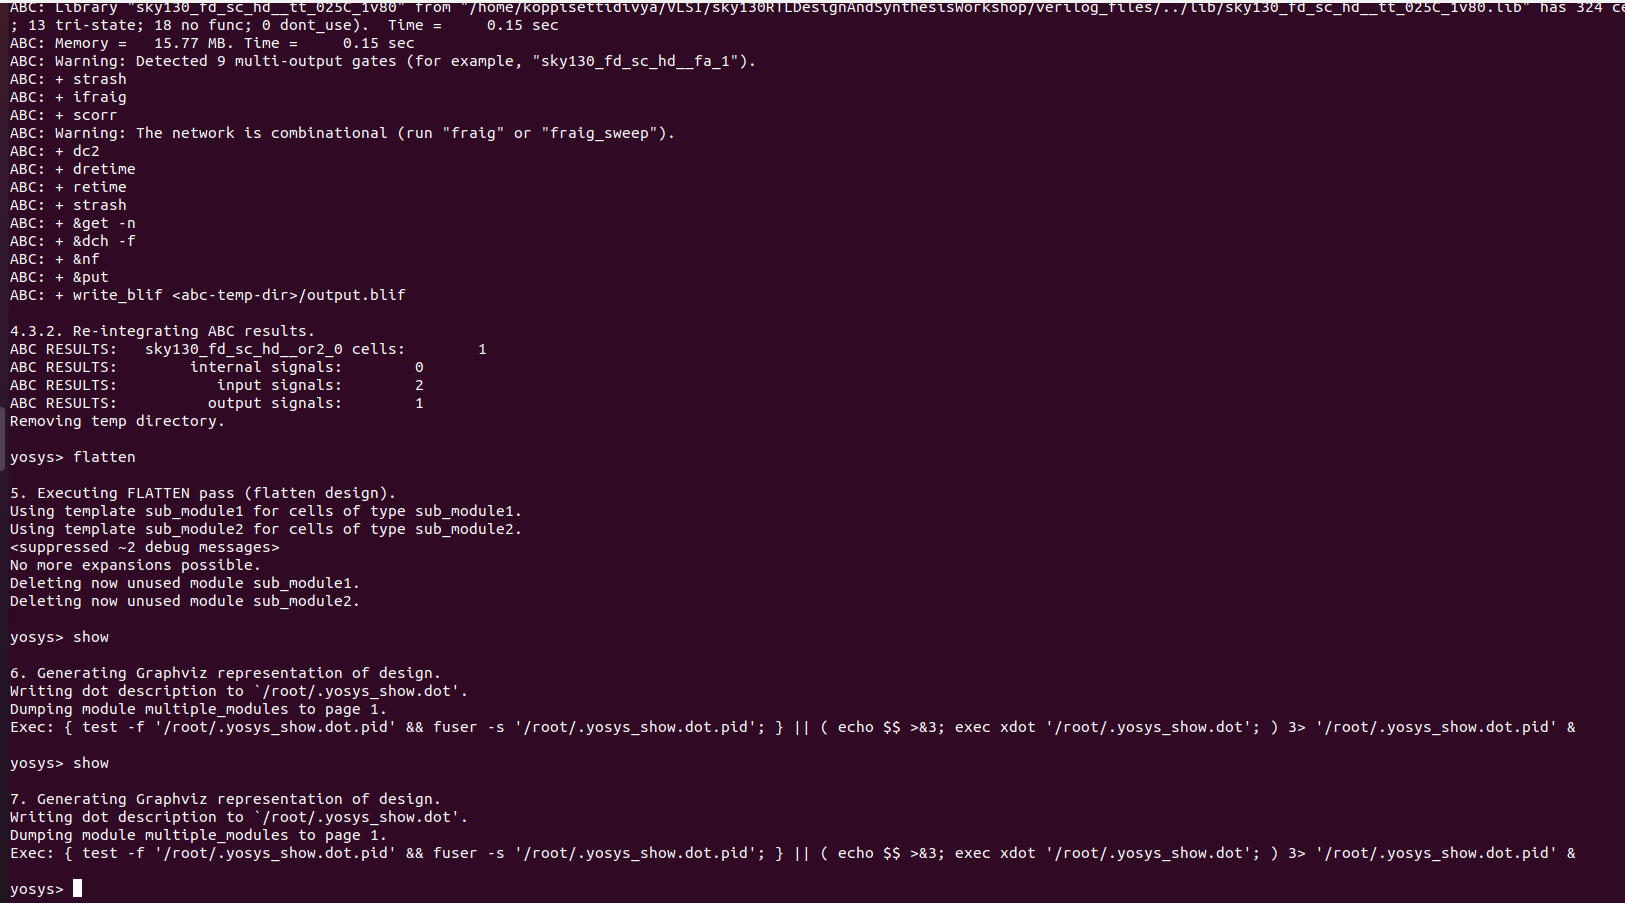 ABC: Library "sky130_fd_sc_hd__tt_025C_1v80" from "/home/koppisettidivya/VLSI/sky130RTLDesignAndSynthesisWorkshop/verilog_files/../lib/sky130_fd_sc_hd__tt_025C_1v80.lib" has 324 ce
; 13 tri-state; 18 no func; 0 dont_use).  Time =     0.15 sec
ABC: Memory =   15.77 MB. Time =     0.15 sec
ABC: Warning: Detected 9 multi-output gates (for example, "sky130_fd_sc_hd__fa_1").
ABC: + strash
ABC: + ifraig
ABC: + scorr
ABC: Warning: The network is combinational (run "fraig" or "fraig_sweep").
ABC: + dc2
ABC: + dretime
ABC: + retime
ABC: + strash
ABC: + &get -n
ABC: + &dch -f
ABC: + &nf
ABC: + &put
ABC: + write_blif <abc-temp-dir>/output.blif
4.3.2. Re-integrating ABC results.
ABC RESULTS:   sky130_fd_sc_hd__or2_0 cells:        1
ABC RESULTS:        internal signals:        0
ABC RESULTS:           input signals:        2
ABC RESULTS:          output signals:        1
Removing temp directory.
yosys> flatten
5. Executing FLATTEN pass (flatten design).
Using template sub_module1 for cells of type sub_module1.
Using template sub_module2 for cells of type sub_module2.
<suppressed ~2 debug messages>
No more expansions possible.
Deleting now unused module sub_module1.
Deleting now unused module sub_module2.
yosys> show
6. Generating Graphviz representation of design.
Writing dot description to `/root/.yosys_show.dot'.
Dumping module multiple_modules to page 1.
Exec: { test -f '/root/.yosys_show.dot.pid' && fuser -s '/root/.yosys_show.dot.pid'; } || ( echo $$ >&3; exec xdot '/root/.yosys_show.dot'; ) 3> '/root/.yosys_show.dot.pid' &
yosys> show
7. Generating Graphviz representation of design.
Writing dot description to `/root/.yosys_show.dot'.
Dumping module multiple_modules to page 1.
Exec: { test -f '/root/.yosys_show.dot.pid' && fuser -s '/root/.yosys_show.dot.pid'; } || ( echo $$ >&3; exec xdot '/root/.yosys_show.dot'; ) 3> '/root/.yosys_show.dot.pid' &
yosys>